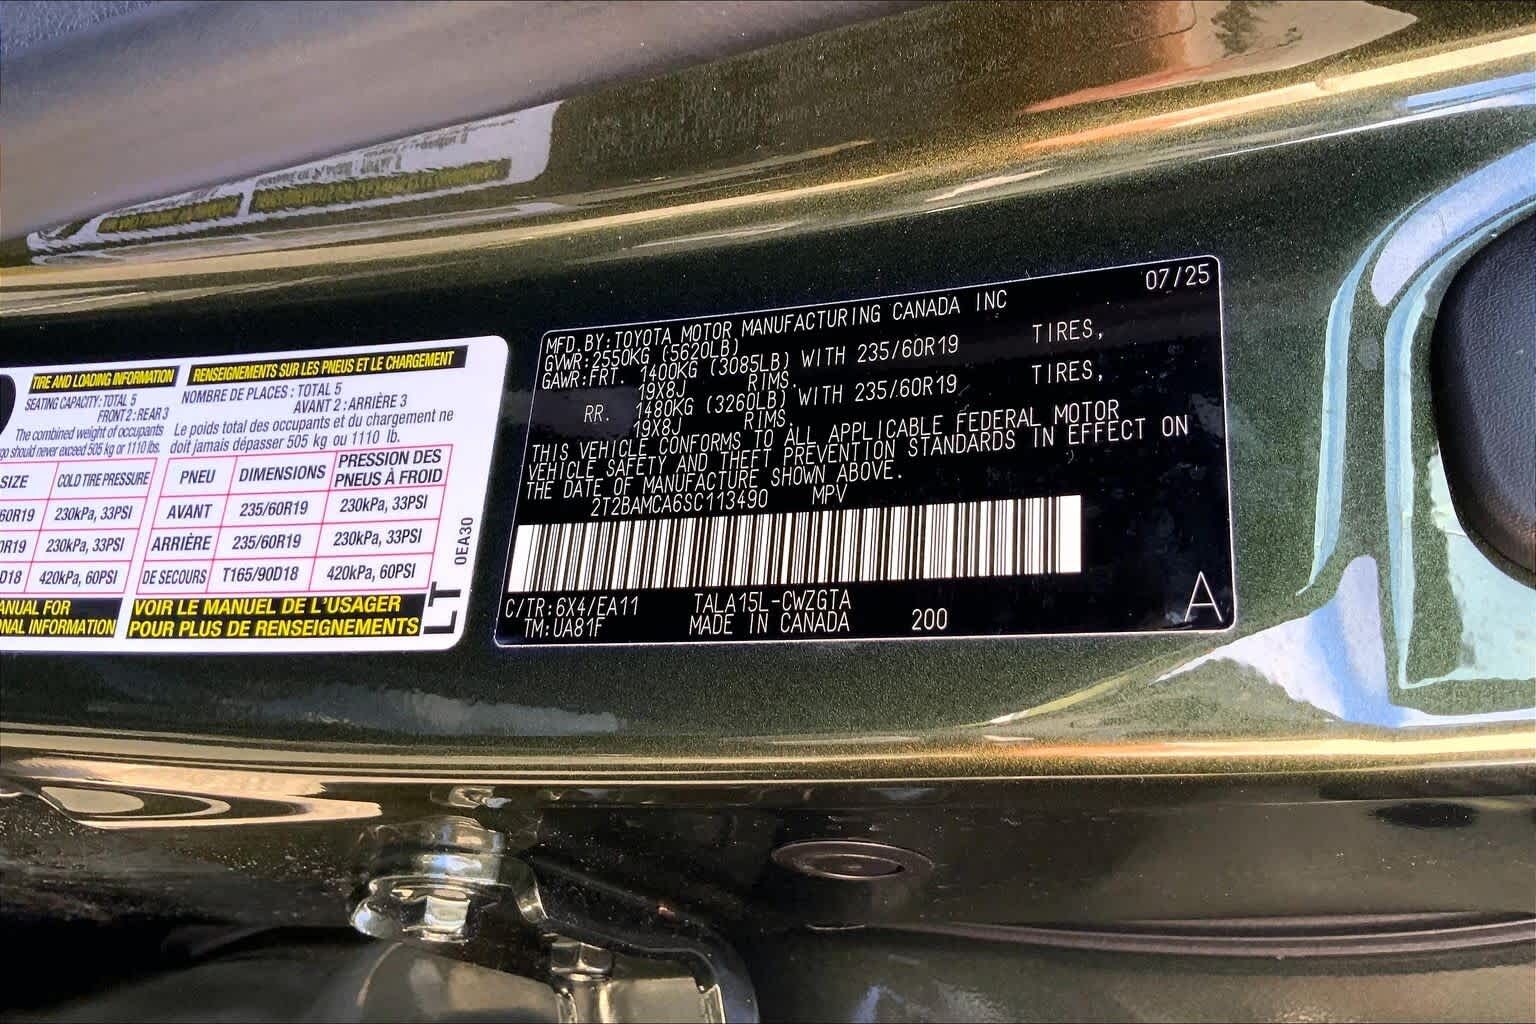 TIRE AND LOADING INFORMATION
SEATING CAPACITY: TOTAL 5
FRONT 2 : REAR 3
The combined weight of occupants
should never exceed 505 kg or 1110 lbs.
SIZE COLD TIRE PRESSURE
60R19 230kPa, 33PSI
0R19 230kPa, 33PSI
D18 420kPa, 60PSI
ANUAL FOR
NAL INFORMATION
RENSEIGNEMENTS SUR LES PNEUS ET LE CHARGEMENT
NOMBRE DE PLACES : TOTAL 5
AVANT 2 : ARRIÈRE 3
Le poids total des occupants et du chargement ne
doit jamais dépasser 505 kg ou 1110 lb.
PNEU DIMENSIONS PRESSION DES PNEUS À FROID
AVANT 235/60R19 230kPa, 33PSI
ARRIÈRE 235/60R19 230kPa, 33PSI
DE SECOURS T165/90D18 420kPa, 60PSI
VOIR LE MANUEL DE L'USAGER
POUR PLUS DE RENSEIGNEMENTS
0EA30
LT
07/25
MFD.BY:TOYOTA MOTOR MANUFACTURING CANADA INC
GVWR:2550KG (5620LB)
GAWR:FRT. 1400KG (3085LB) WITH 235/60R19 TIRES,
19X8J RIMS,
RR. 1480KG (3260LB) WITH 235/60R19 TIRES,
19X8J RIMS
THIS VEHICLE CONFORMS TO ALL APPLICABLE FEDERAL MOTOR
VEHICLE SAFETY AND THEFT PREVENTION STANDARDS IN EFFECT ON
THE DATE OF MANUFACTURE SHOWN ABOVE.
2T2BAMCA6SC113490 MPV
C/TR:6X4/EA11 TALA15L-CWZGTA
TM:UA81F MADE IN CANADA 200
A